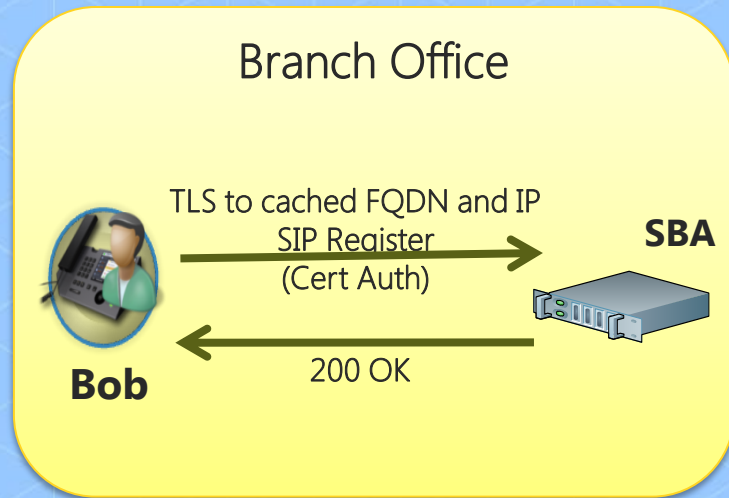 Branch Office
TLS to cached FQDN and IP
SIP Register
(Cert Auth)
SBA
200 OK
Bob